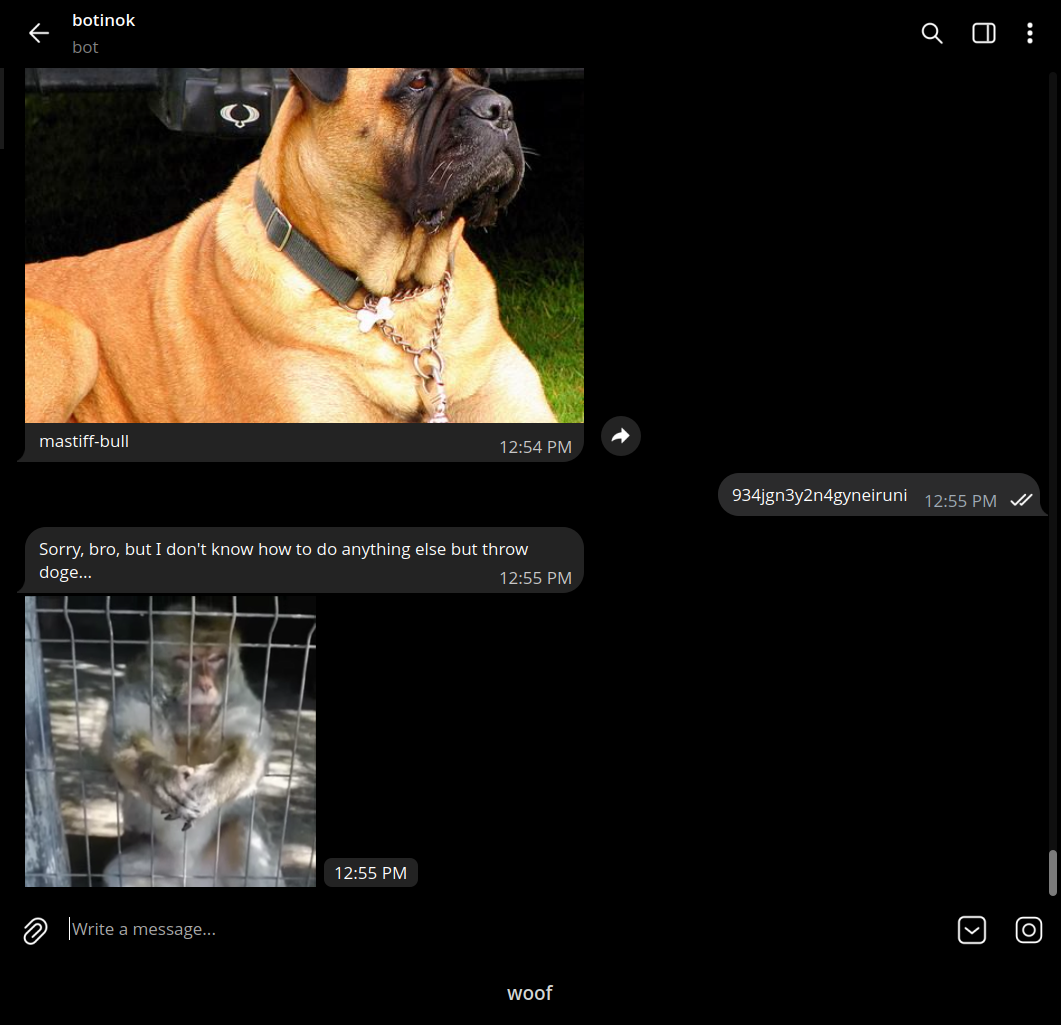 botinok
bot
mastiff-bull
12:54 PM
934jgn3y2n4gyneiruni 12:55 PM
Sorry, bro, but I don't know how to do anything else but throw
doge...
12:55 PM
12:55 PM
Write a message...
woof